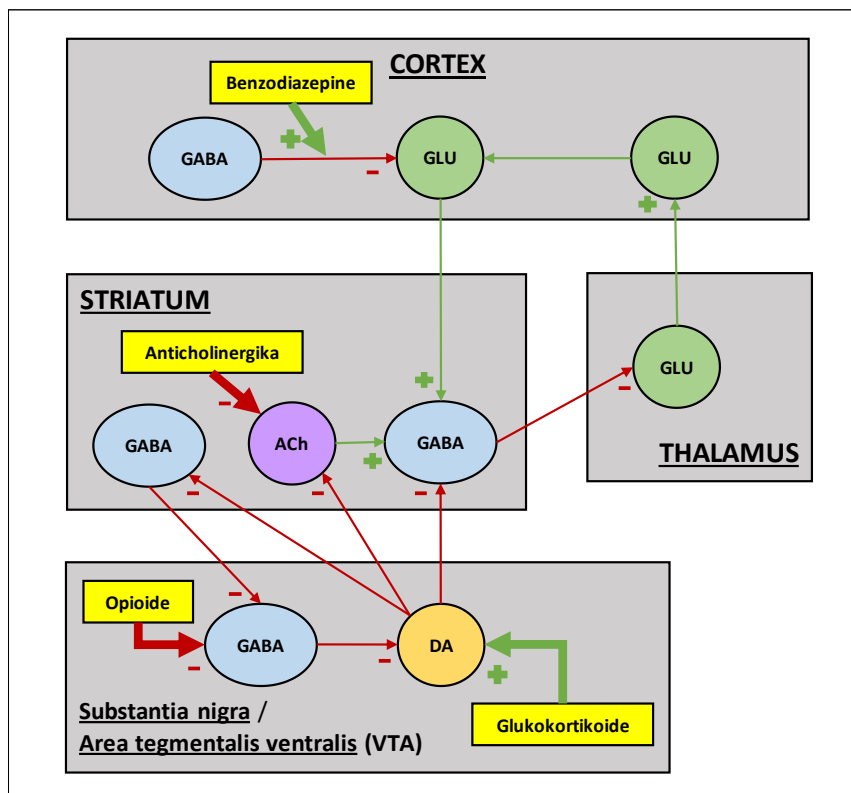 CORTEX
Benzodiazepine
+
GABA
-
GLU
GLU
+
STRIATUM
Anticholinergika
-
+
GABA
ACh
+
GABA
-
-
-
-
GLU
THALAMUS
Opioide
-
-
GABA
-
DA
+
Substantia nigra /
Area tegmentalis ventralis (VTA)
Glukokortikoide